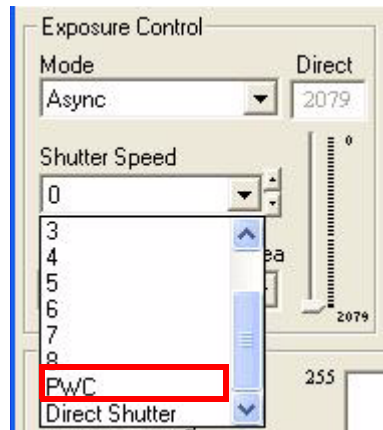 Exposure Control
Mode Direct
Async 2079
0
Shutter Speed
0
3
4 ea
5
6
7 2079
8
PWC 255
Direct Shutter